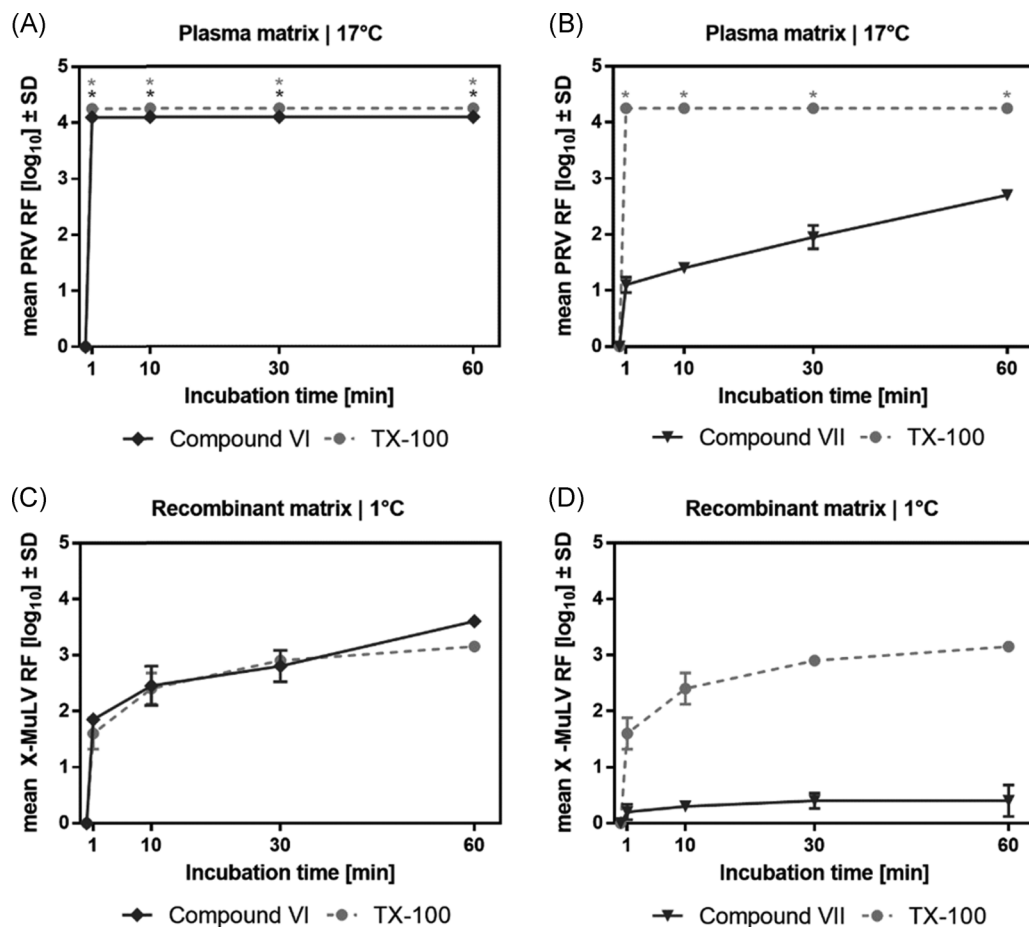 (A)
Plasma matrix | 17°C
mean PRV RF [log₁₀] ± SD
5
4
3
2
1
0
* * * *
* * * *
1 10 30 60
Incubation time [min]
Compound VI TX-100
(B)
Plasma matrix | 17°C
mean PRV RF [log₁₀] ± SD
5
4
3
2
1
0
* * * *
1 10 30 60
Incubation time [min]
Compound VII TX-100
(C)
Recombinant matrix | 1°C
mean X-MuLV RF [log₁₀] ± SD
5
4
3
2
1
0
1 10 30 60
Incubation time [min]
Compound VI TX-100
(D)
Recombinant matrix | 1°C
mean X -MuLV RF [log₁₀] ± SD
5
4
3
2
1
0
1 10 30 60
Incubation time [min]
Compound VII TX-100